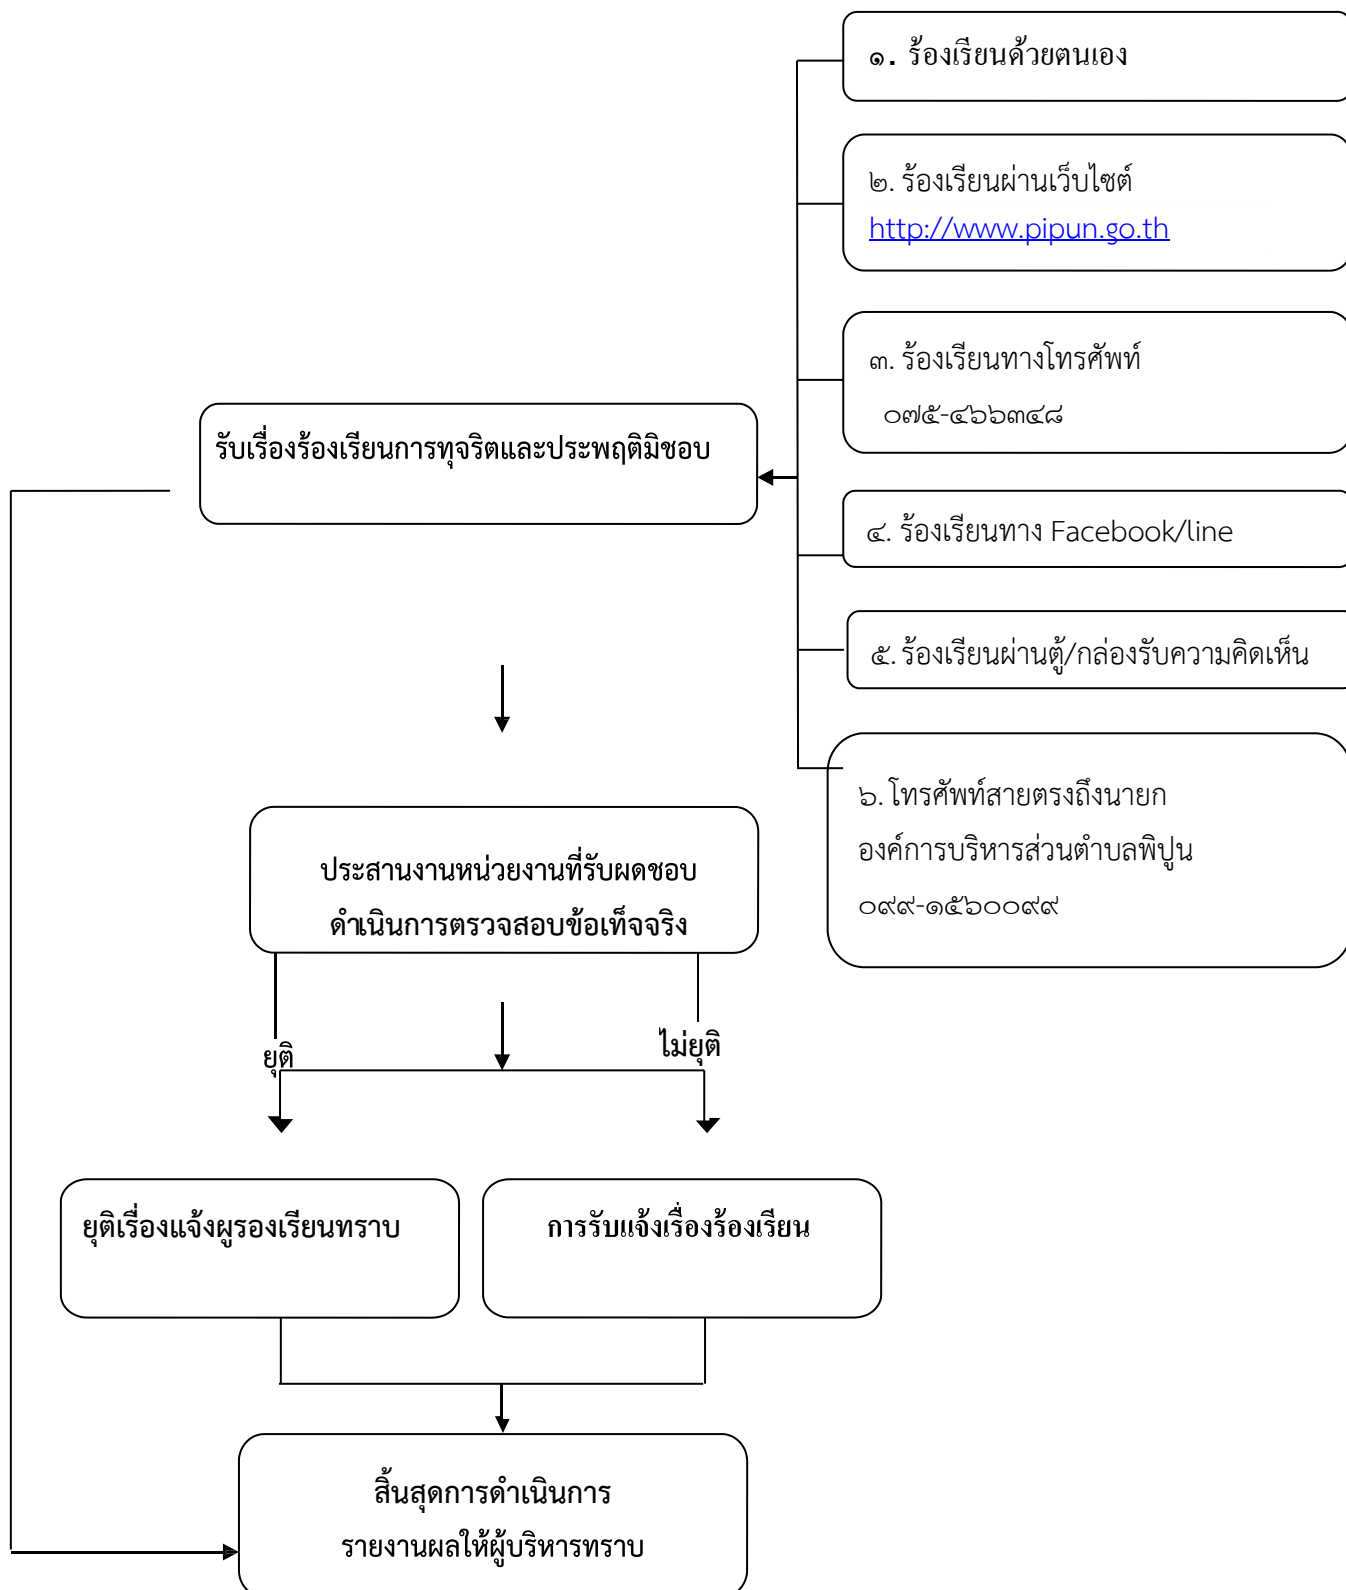 ๑. ร้องเรียนด้วยตนเอง
๒. ร้องเรียนผ่านเว็บไซต์
http://www.pipun.go.th
๓. ร้องเรียนทางโทรศัพท์
๐๗๕-๔๖๖๓๔๘
รับเรื่องร้องเรียนการทุจริตและประพฤติมิชอบ
๔. ร้องเรียนทาง Facebook/line
๕. ร้องเรียนผ่านตู้/กล่องรับความคิดเห็น
๖. โทรศัพท์สายตรงถึงนายก
องค์การบริหารส่วนตำบลพิปูน
๐๙๙-๑๕๖๐๐๙๙
ประสานงานหน่วยงานที่รับผดชอบ
ดำเนินการตรวจสอบข้อเท็จจริง
ยุติ
ไม่ยุติ
ยุติเรื่องแจ้งผูรองเรียนทราบ
การรับแจ้งเรื่องร้องเรียน
สิ้นสุดการดำเนินการ
รายงานผลให้ผู้บริหารทราบ